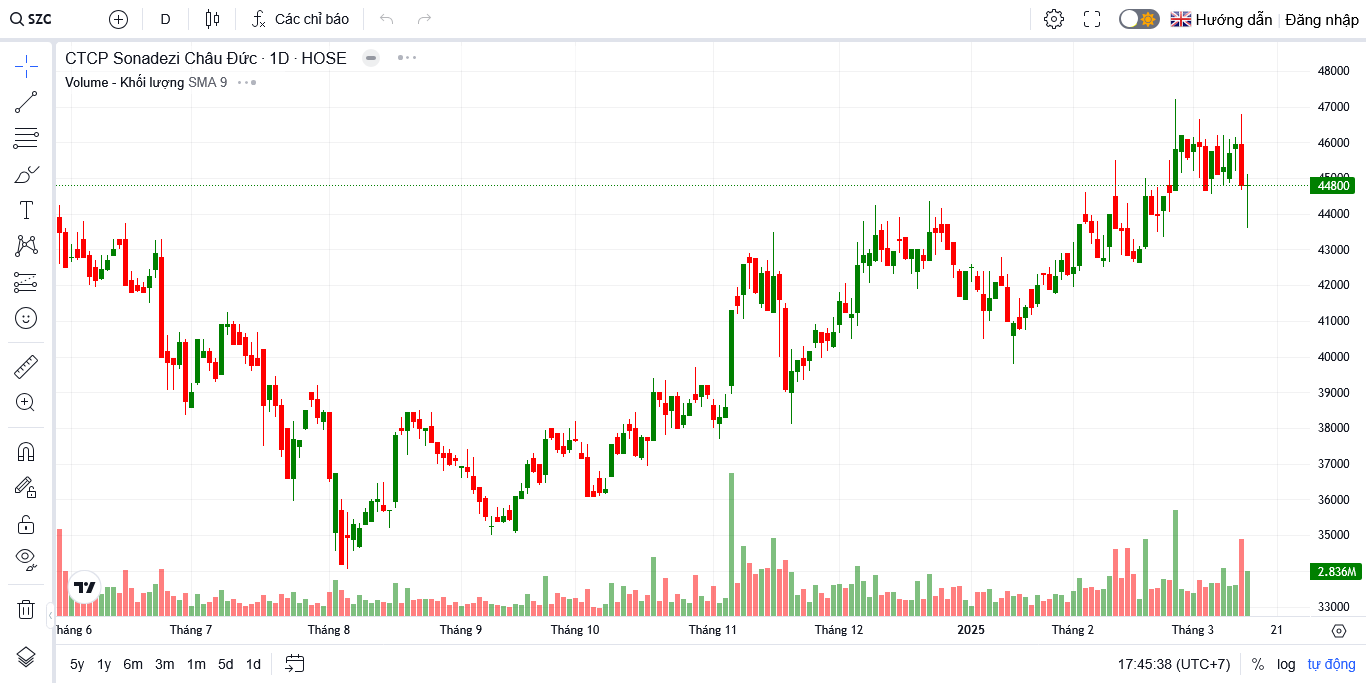 SZC D Các chỉ báo Hướng dẫn Đăng nhập
CTCP Sonadezi Châu Đức · 1D · HOSE
Volume - Khối lượng SMA 9
48000
47000
46000
45000
44800
44000
43000
42000
41000
40000
39000
38000
37000
36000
35000
2.836M
33000
háng 6 Tháng 7 Tháng 8 Tháng 9 Tháng 10 Tháng 11 Tháng 12 2025 Tháng 2 Tháng 3 21
5y 1y 6m 3m 1m 5d 1d 17:45:38 (UTC+7) % log tự động